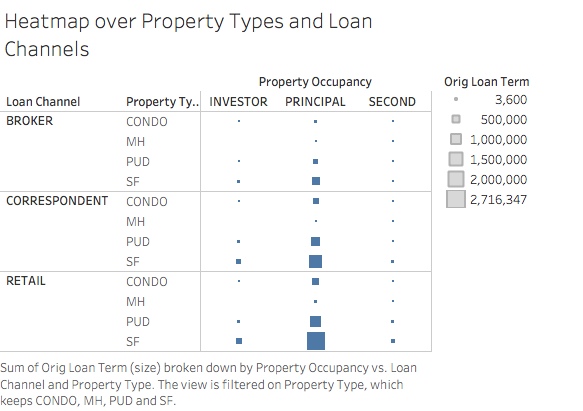 Heatmap over Property Types and Loan
Channels
Property Occupancy
Loan Channel Property Ty.. INVESTOR PRINCIPAL SECOND
BROKER CONDO
MH
PUD
SF
CORRESPONDENT CONDO
MH
PUD
SF
RETAIL CONDO
MH
PUD
SF
Orig Loan Term
3,600
500,000
1,000,000
1,500,000
2,000,000
2,716,347
Sum of Orig Loan Term (size) broken down by Property Occupancy vs. Loan
Channel and Property Type. The view is filtered on Property Type, which
keeps CONDO, MH, PUD and SF.